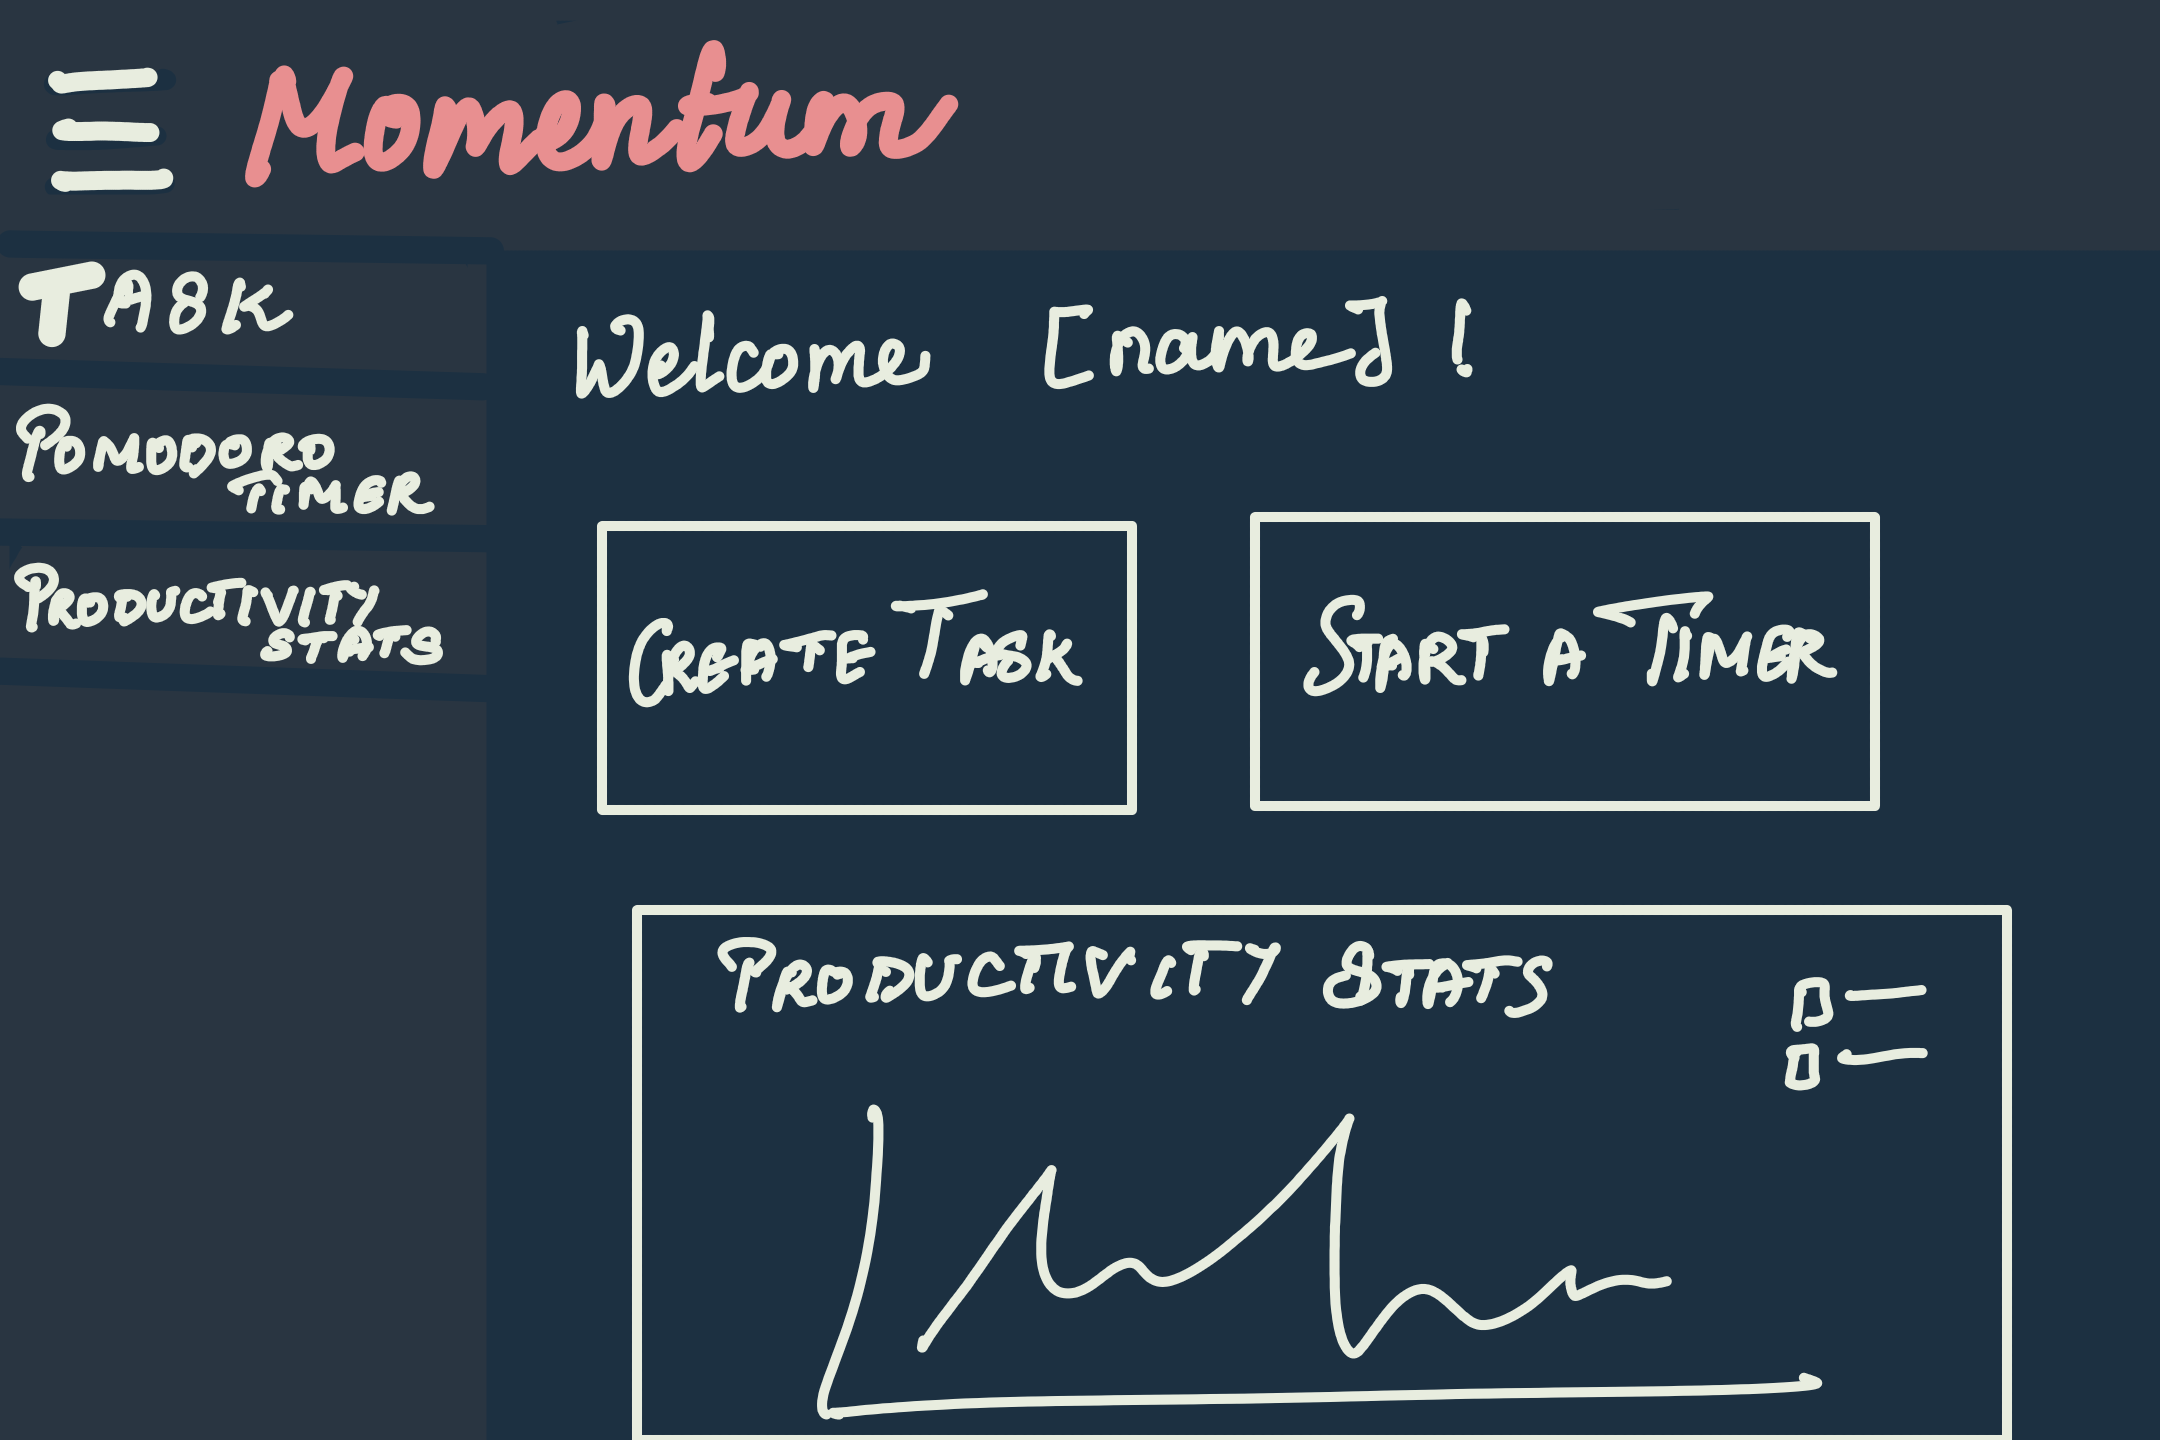 Momentum
TASK
POMODORO
TIMER
PRODUCTIVITY
STATS
Welcome [name] !
CREATE TASK
START A TIMER
PRODUCTIVITY STATS